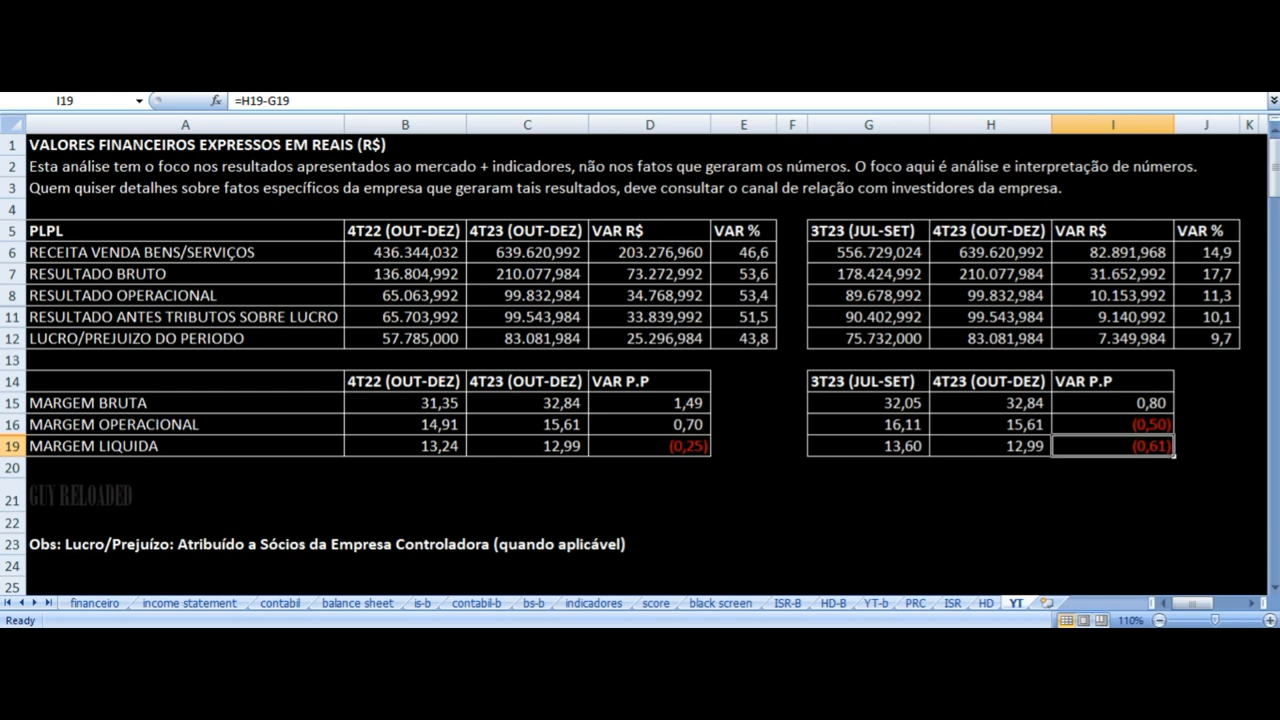 I19 fx =H19-G19
A B C D E F G H I J K
1 VALORES FINANCEIROS EXPRESSOS EM REAIS (R$)
2 Esta análise tem o foco nos resultados apresentados ao mercado + indicadores, não nos fatos que geraram os números. O foco aqui é análise e interpretação de números.
3 Quem quiser detalhes sobre fatos específicos da empresa que geraram tais resultados, deve consultar o canal de relação com investidores da empresa.
4
5 PLPL 4T22 (OUT-DEZ) 4T23 (OUT-DEZ) VAR R$ VAR % 3T23 (JUL-SET) 4T23 (OUT-DEZ) VAR R$ VAR %
6 RECEITA VENDA BENS/SERVIÇOS 436.344,032 639.620,992 203.276,960 46,6 556.729,024 639.620,992 82.891,968 14,9
7 RESULTADO BRUTO 136.804,992 210.077,984 73.272,992 53,6 178.424,992 210.077,984 31.652,992 17,7
8 RESULTADO OPERACIONAL 65.063,992 99.832,984 34.768,992 53,4 89.678,992 99.832,984 10.153,992 11,3
11 RESULTADO ANTES TRIBUTOS SOBRE LUCRO 65.703,992 99.543,984 33.839,992 51,5 90.402,992 99.543,984 9.140,992 10,1
12 LUCRO/PREJUIZO DO PERIODO 57.785,000 83.081,984 25.296,984 43,8 75.732,000 83.081,984 7.349,984 9,7
13
14 4T22 (OUT-DEZ) 4T23 (OUT-DEZ) VAR P.P 3T23 (JUL-SET) 4T23 (OUT-DEZ) VAR P.P
15 MARGEM BRUTA 31,35 32,84 1,49 32,05 32,84 0,80
16 MARGEM OPERACIONAL 14,91 15,61 0,70 16,11 15,61 (0,50)
19 MARGEM LIQUIDA 13,24 12,99 (0,25) 13,60 12,99 (0,61)
20
21 GUY RELOADED
22
23 Obs: Lucro/Prejuízo: Atribuído a Sócios da Empresa Controladora (quando aplicável)
24
25
financeiro income statement contabil balance sheet is-b contabil-b bs-b indicadores score black screen ISR-B HD-B YT-b PRC ISR HD YT
Ready 110%